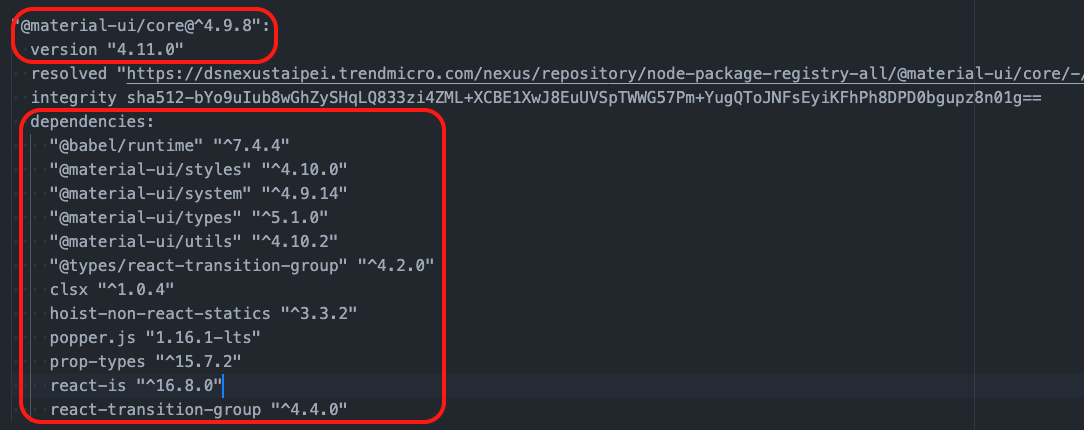 "@material-ui/core@^4.9.8":
version "4.11.0"
resolved "https://dsnexustaipei.trendmicro.com/nexus/repository/node-package-registry-all/@material-ui/core/-/
integrity sha512-bYo9uIub8wGhZySHqLQ833zi4ZML+XCBE1XwJ8EuUVSpTWWG57Pm+YugQToJNFsEyiKFhPh8DPD0bgupz8n01g==
dependencies:
"@babel/runtime" "^7.4.4"
"@material-ui/styles" "^4.10.0"
"@material-ui/system" "^4.9.14"
"@material-ui/types" "^5.1.0"
"@material-ui/utils" "^4.10.2"
"@types/react-transition-group" "^4.2.0"
clsx "^1.0.4"
hoist-non-react-statics "^3.3.2"
popper.js "1.16.1-lts"
prop-types "^15.7.2"
react-is "^16.8.0"
react-transition-group "^4.4.0"